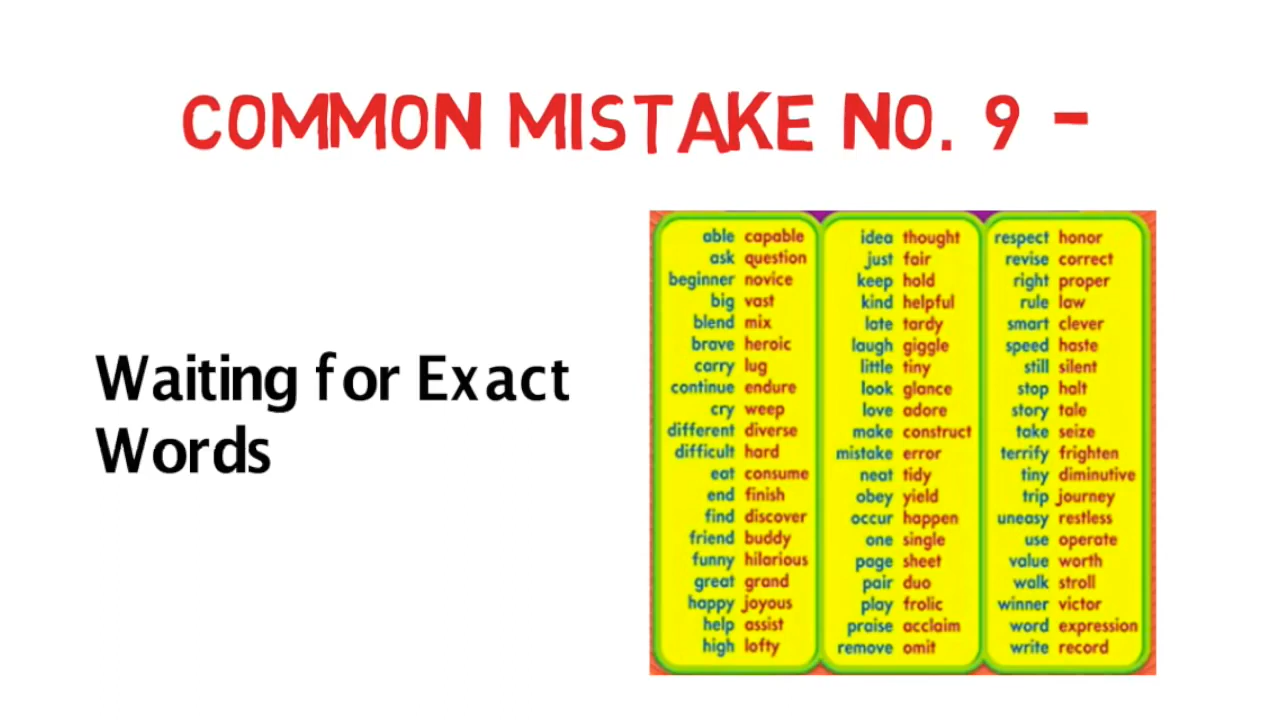 COMMON MISTAKE NO. 9 -
Waiting for Exact
Words
able capable
ask question
beginner novice
big vast
blend mix
brave heroic
carry lug
continue endure
cry weep
different diverse
difficult hard
eat consume
end finish
find discover
friend buddy
funny hilarious
great grand
happy joyous
help assist
high lofty
idea thought
just fair
keep hold
kind helpful
late tardy
laugh giggle
little tiny
look glance
love adore
make construct
mistake error
neat tidy
obey yield
occur happen
one single
page sheet
pair duo
play frolic
praise acclaim
remove omit
respect honor
revise correct
right proper
rule law
smart clever
speed haste
still silent
stop halt
story tale
take seize
terrify frighten
tiny diminutive
trip journey
uneasy restless
use operate
value worth
walk stroll
winner victor
word expression
write record